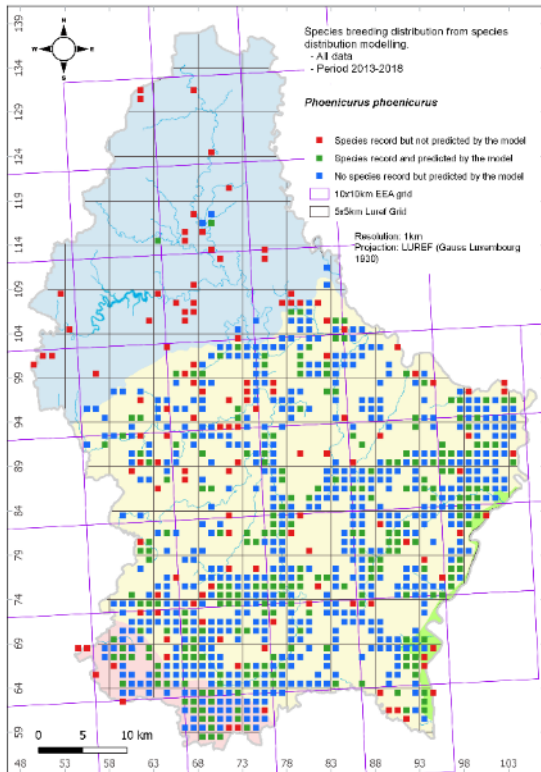 Species breeding distribution from species
distribution modelling.
- All data
- Period 2013-2018
Phoenicurus phoenicurus
Species record but not predicted by the model
Species record and predicted by the model
No species record but predicted by the model
10x10km EEA grid
5x5km Luref Grid
Resolution: 1km
Projection: LUREF (Gauss Luxembourg
1930)
N
W
E
S
139
134
129
124
119
114
109
104
99
94
89
84
79
74
69
64
59
0 5 10 km
48 53 58 63 68 73 78 83 88 93 98 103